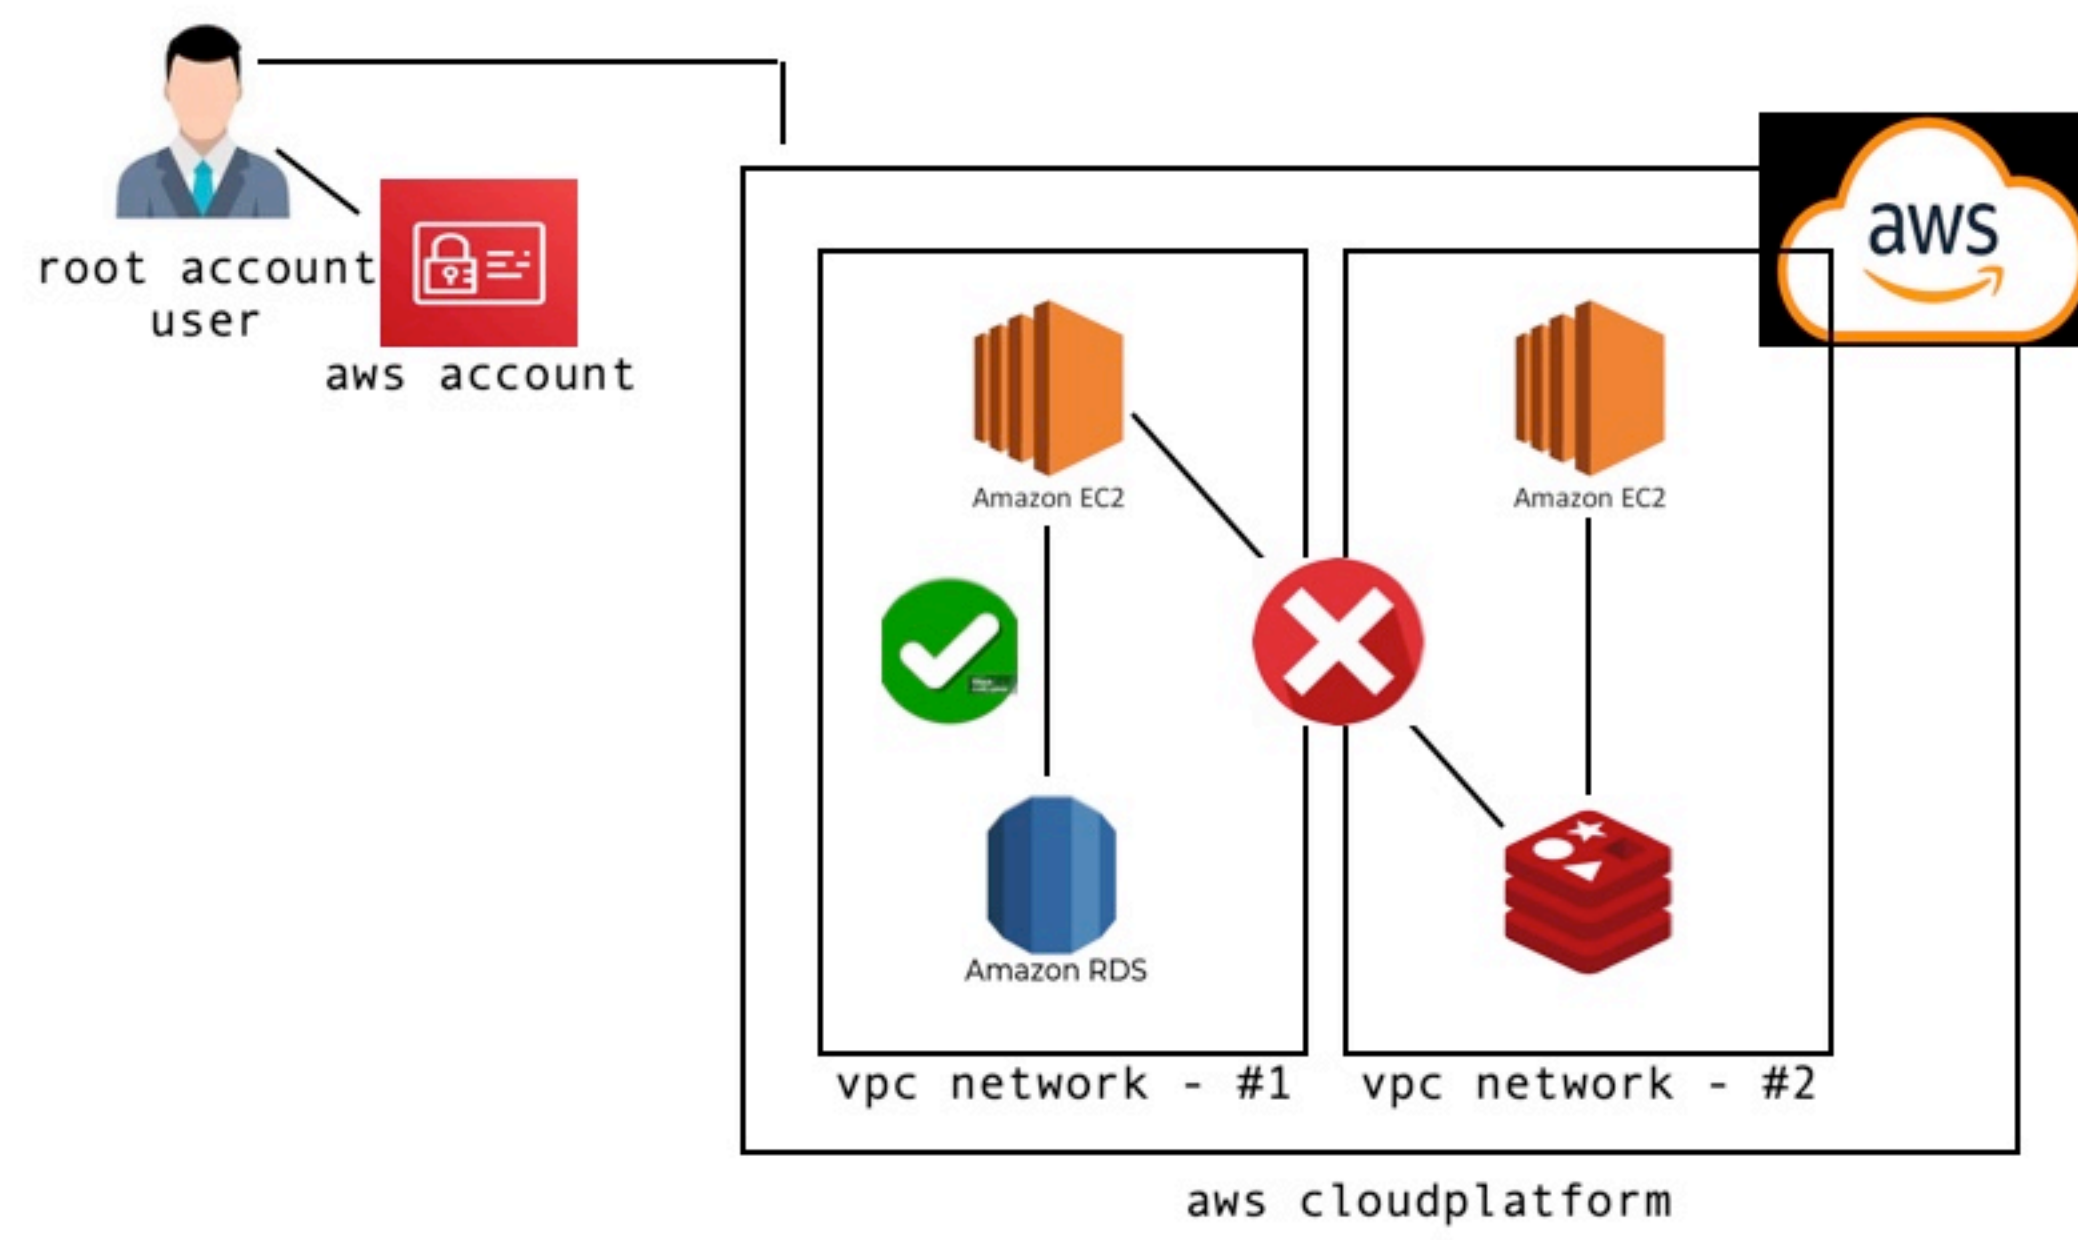 root account
user
aws account
aws
Amazon EC2
Amazon EC2
Amazon RDS
vpc network - #1
vpc network - #2
aws cloudplatform